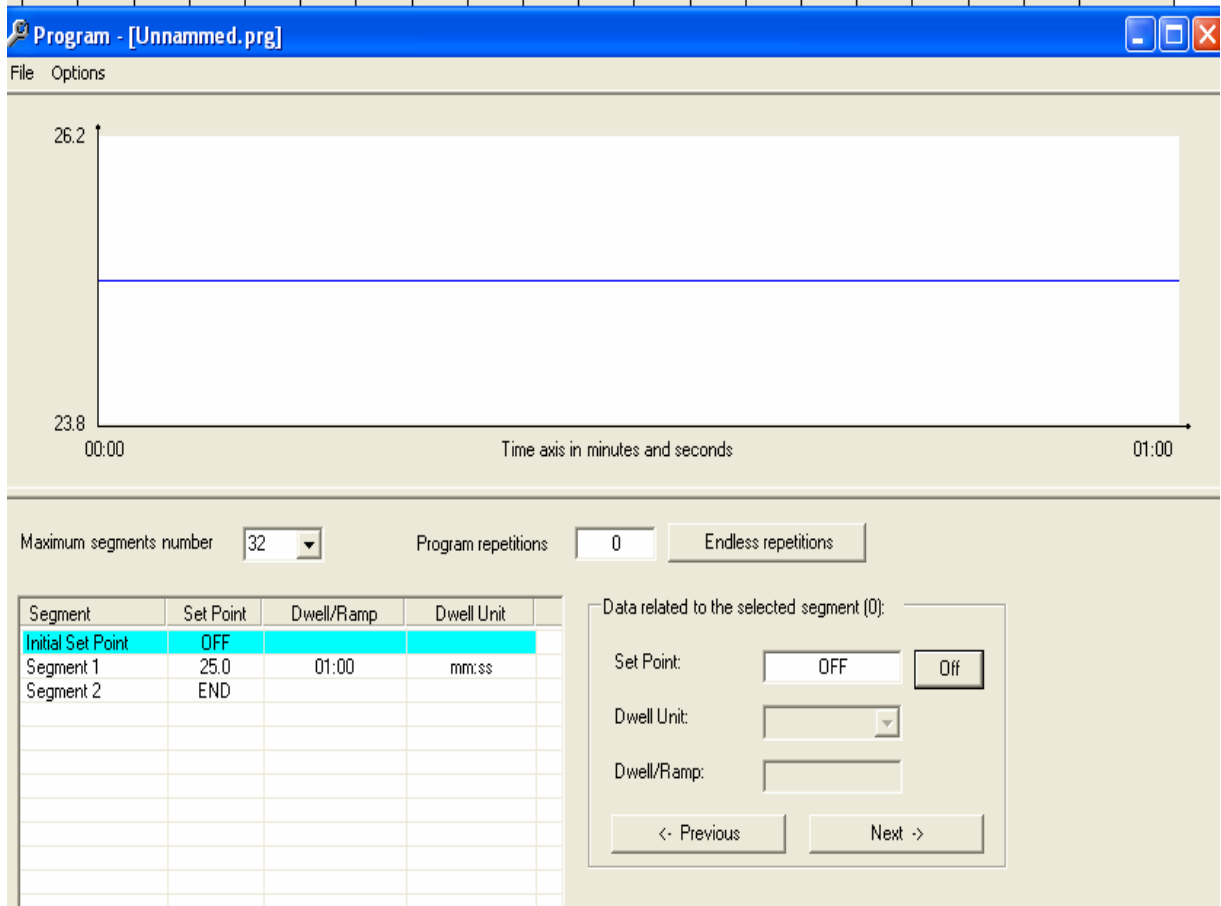 Program - [Unnammed.prg]
File Options
26.2
23.8
00:00 Time axis in minutes and seconds 01:00
Maximum segments number 32 Program repetitions 0 Endless repetitions
Segment Set Point Dwell/Ramp Dwell Unit
Initial Set Point OFF
Segment 1 25.0 01:00 mm:ss
Segment 2 END
Data related to the selected segment (0):
Set Point: OFF Off
Dwell Unit:
Dwell/Ramp:
<- Previous Next ->